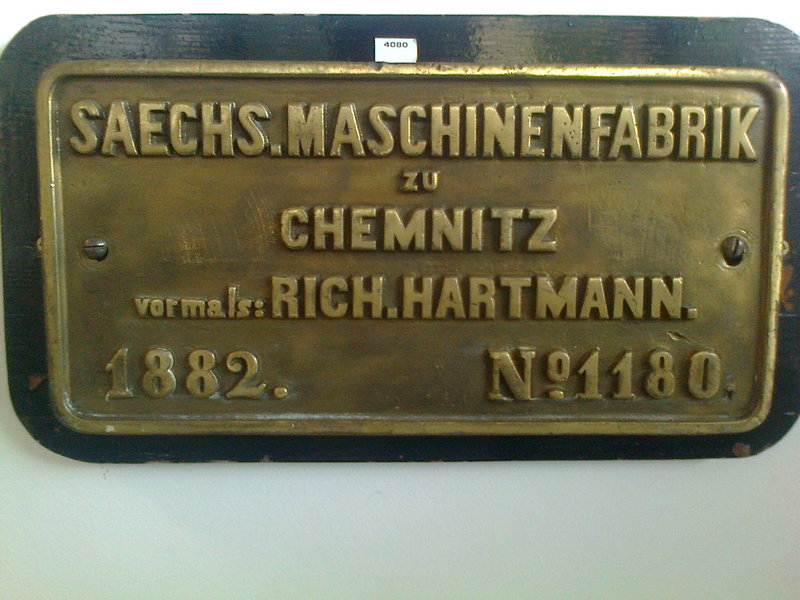 4080
SAECHS.MASCHINENFABRIK
ZU
CHEMNITZ
vormals: RICH.HARTMANN.
1882. Nº1180.